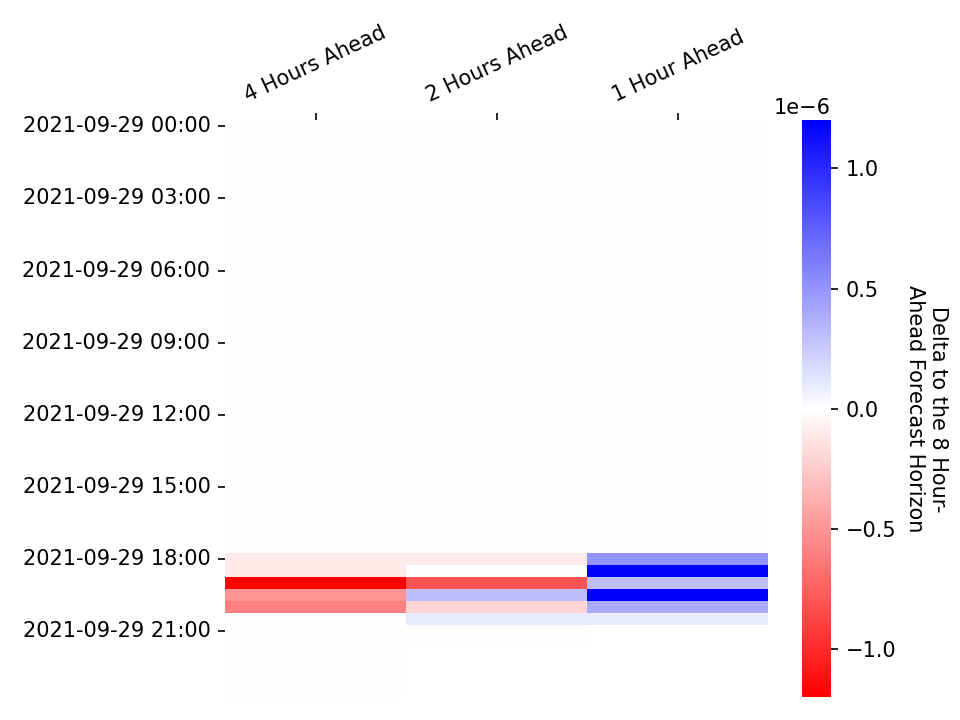 4 Hours Ahead
2 Hours Ahead
1 Hour Ahead
1e−6
2021-09-29 00:00
2021-09-29 03:00
2021-09-29 06:00
2021-09-29 09:00
2021-09-29 12:00
2021-09-29 15:00
2021-09-29 18:00
2021-09-29 21:00
1.0
0.5
0.0
−0.5
−1.0
Delta to the 8 Hour-
Ahead Forecast Horizon